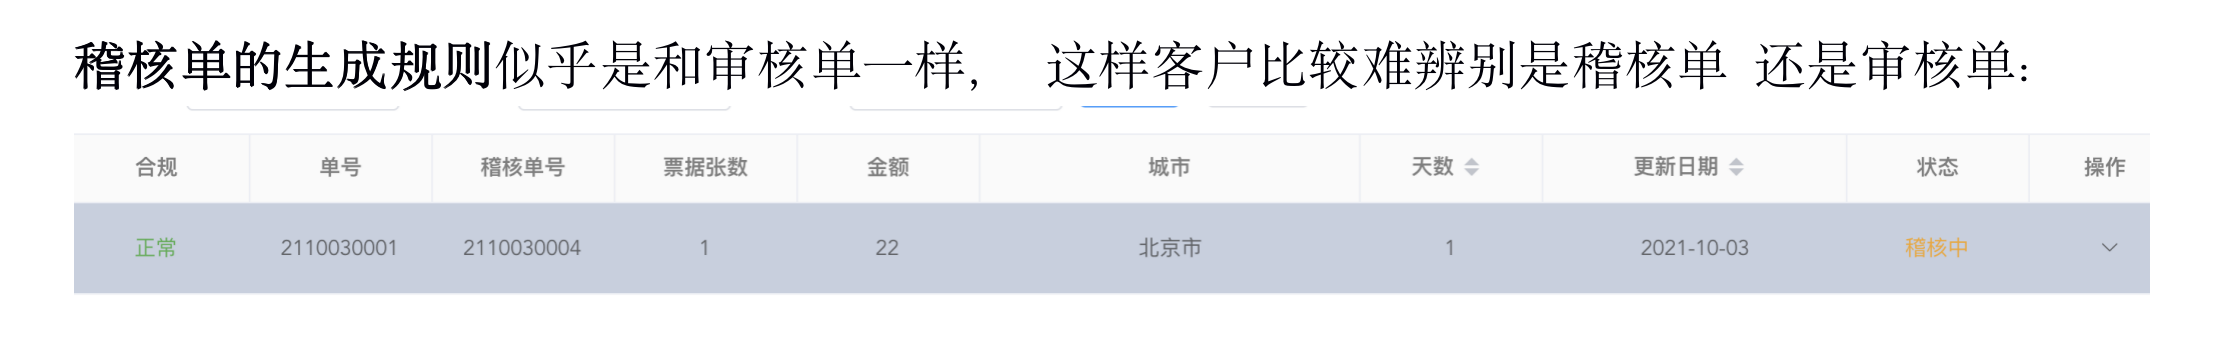 稽核单的生成规则似乎是和审核单一样, 这样客户比较难辨别是稽核单 还是审核单:
合规 单号 稽核单号 票据张数 金额 城市 天数 更新日期 状态 操作
正常 2110030001 2110030004 1 22 北京市 1 2021-10-03 稽核中